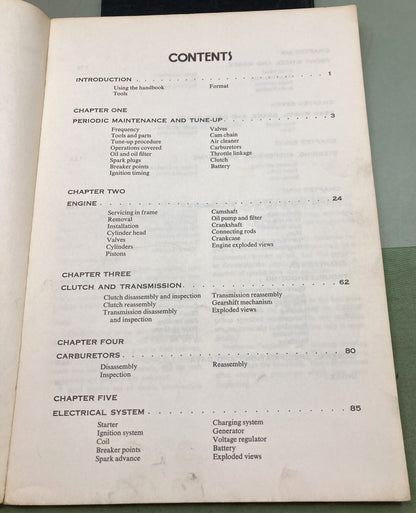 CONTENTS
INTRODUCTION . . . . . . . . . . . . . . . . . . . . 1
Using the handbook Format
Tools
CHAPTER ONE
PERIODIC MAINTENANCE AND TUNE-UP . . . . . . . . . . . 3
Frequency Valves
Tools and parts Cam chain
Tune-up procedure Air cleaner
Operations covered Carburetors
Oil and oil filter Throttle linkage
Spark plugs Clutch
Breaker points Battery
Ignition timing
CHAPTER TWO
ENGINE . . . . . . . . . . . . . . . . . . . . . . . 24
Servicing in frame Camshaft
Removal Oil pump and filter
Installation Crankshaft
Cylinder head Connecting rods
Valves Crankcase
Cylinders Engine exploded views
Pistons
CHAPTER THREE
CLUTCH AND TRANSMISSION . . . . . . . . . . . . . . . 62
Clutch disassembly and inspection Transmission reassembly
Clutch reassembly Gearshift mechanism
Transmission disassembly Exploded views
and inspection
CHAPTER FOUR
CARBURETORS . . . . . . . . . . . . . . . . . . . . . 80
Disassembly Reassembly
Inspection
CHAPTER FIVE
ELECTRICAL SYSTEM . . . . . . . . . . . . . . . . . . 85
Starter Charging system
Ignition system Generator
Coil Voltage regulator
Breaker points Battery
Spark advance Exploded views